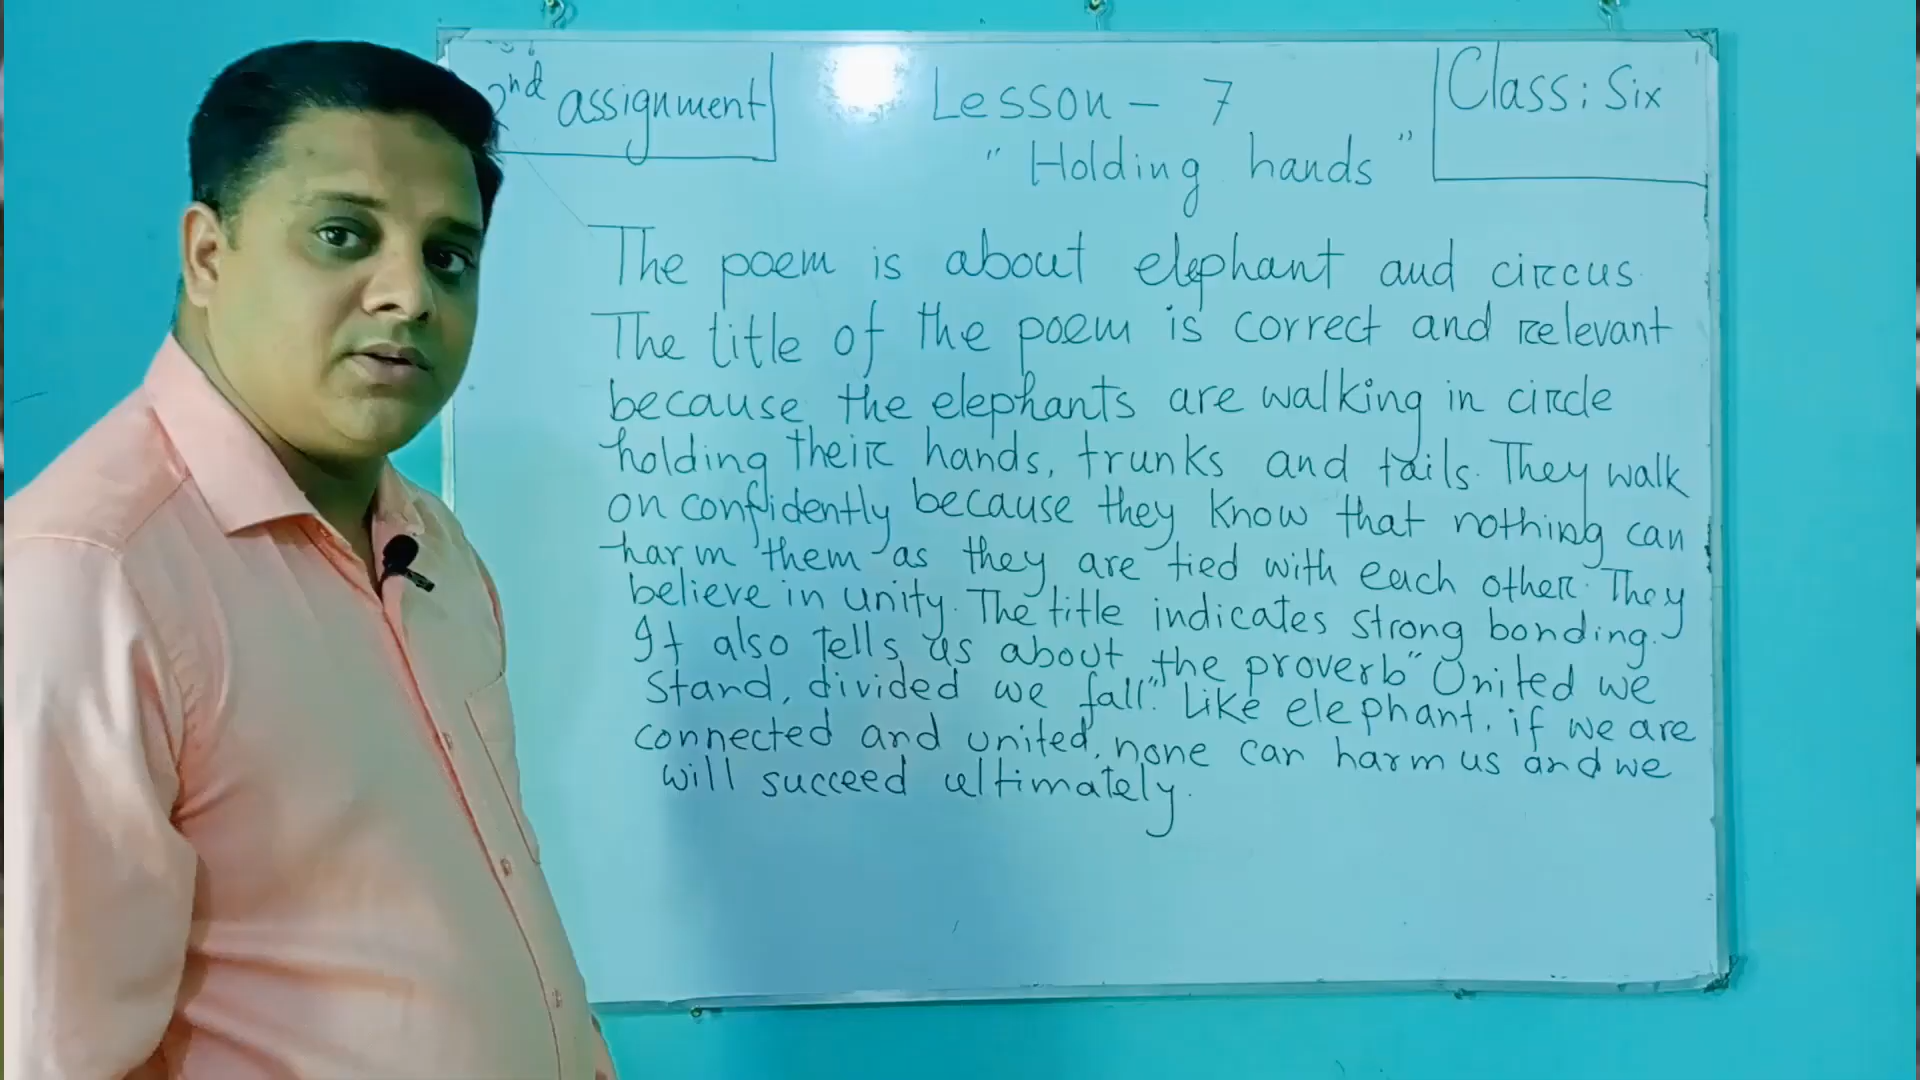 2nd assignment
Lesson - 7
Class: Six
"Holding hands"
The poem is about elephant and circus
The title of the poem is correct and relevant
because the elephants are walking in circle
holding their hands, trunks and tails. They walk
on confidently because they know that nothing can
harm them as they are tied with each other. They
believe in unity. The title indicates strong bonding.
It also tells us about the proverb "United we
stand, divided we fall." Like elephant, if we are
connected and united, none can harm us and we
will succeed ultimately.